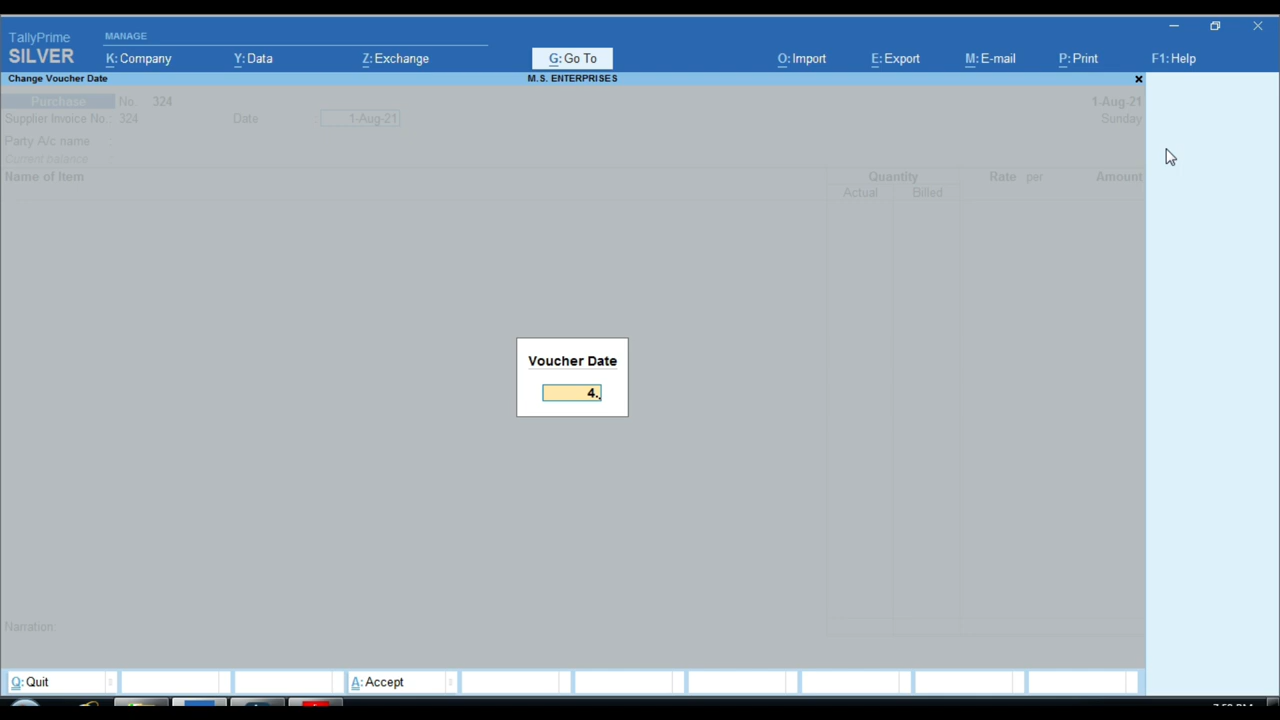 TallyPrime
SILVER
MANAGE
K: Company
Y: Data
Z: Exchange
G: Go To
O: Import
E: Export
M: E-mail
P: Print
F1: Help
Change Voucher Date
M.S. ENTERPRISES
Purchase No. 324
1-Aug-21
Supplier Invoice No.: 324 Date : 1-Aug-21
Sunday
Party A/c name :
Current balance :
Name of Item
Quantity
Rate per
Amount
Actual
Billed
Voucher Date
4.
Narration:
Q: Quit
A: Accept